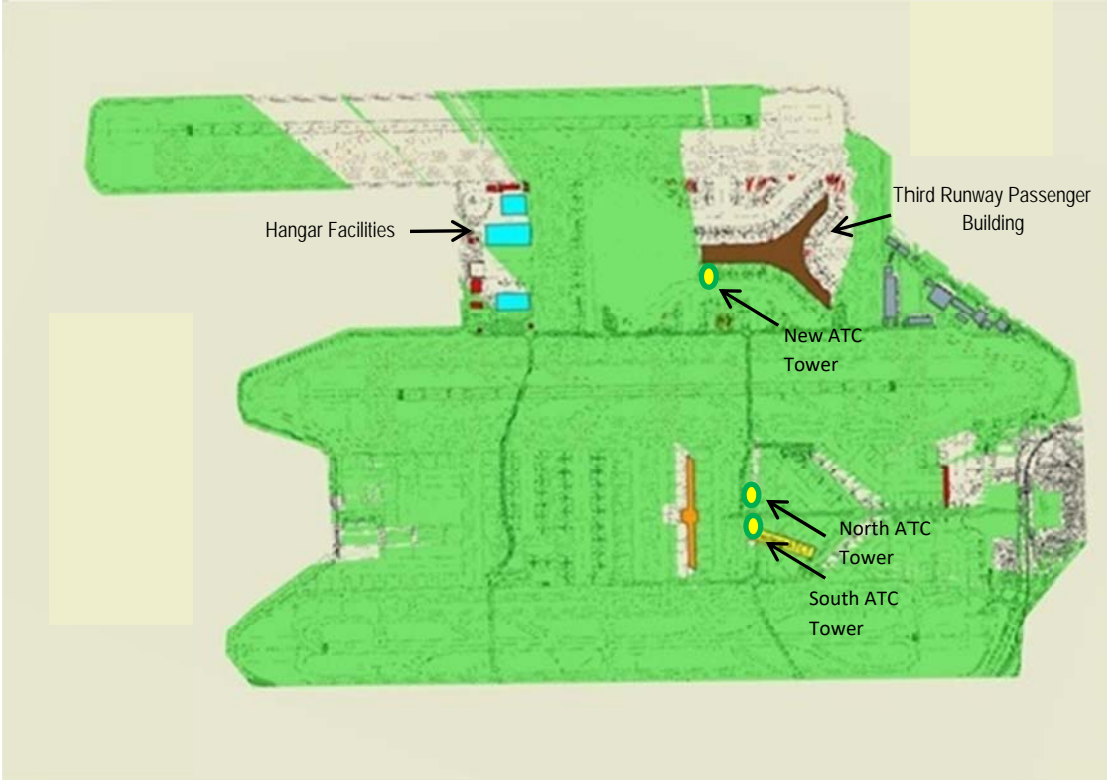 Third Runway Passenger
Building
Hangar Facilities
New ATC
Tower
North ATC
Tower
South ATC
Tower